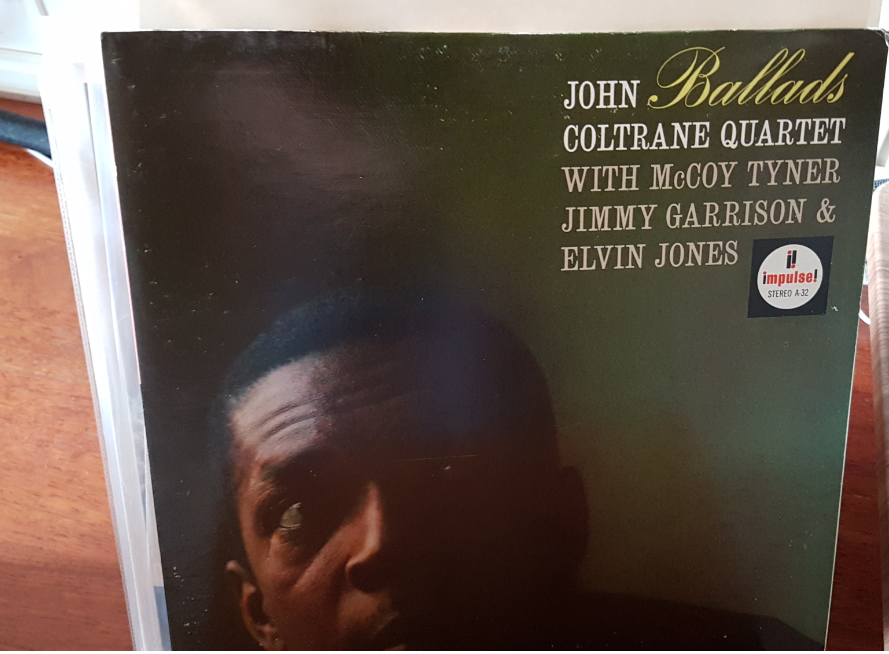 JOHN Ballads
COLTRANE QUARTET
WITH McCOY TYNER
JIMMY GARRISON &
ELVIN JONES
i!
impulse!
STEREO A-32